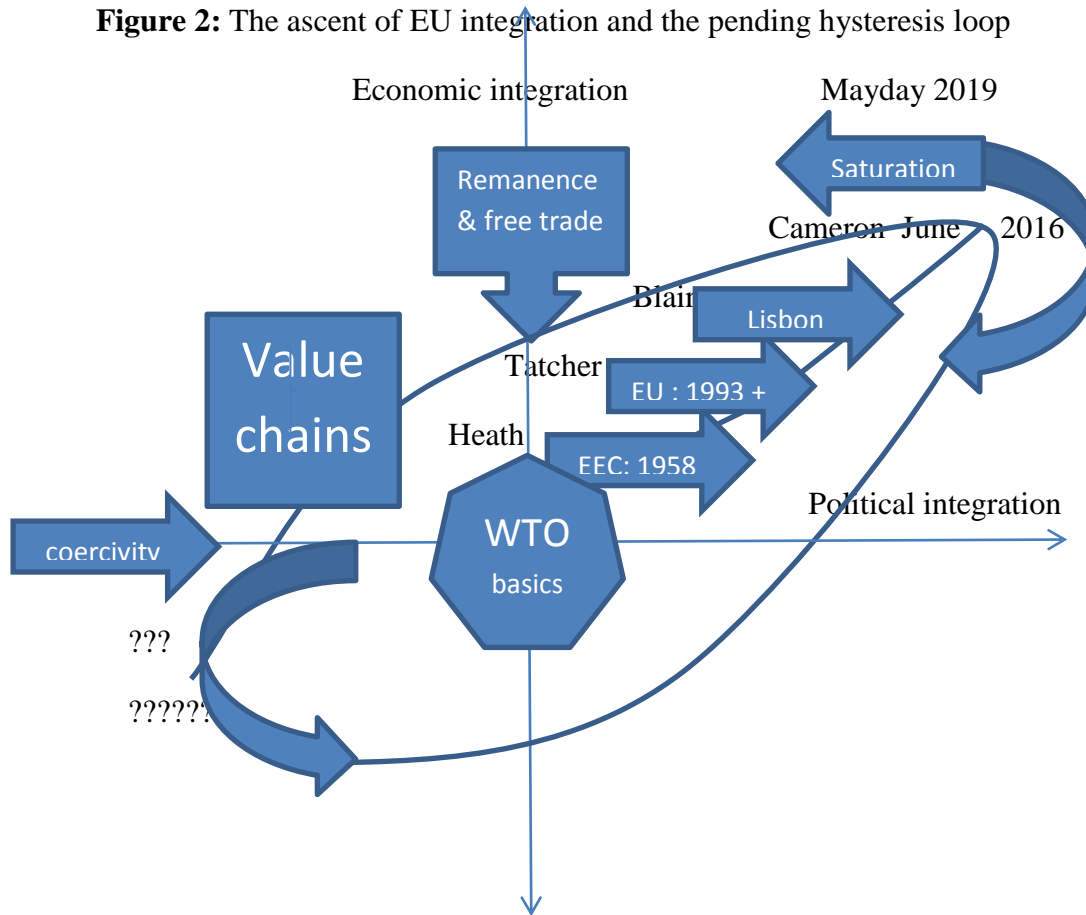 Figure 2: The ascent of EU integration and the pending hysteresis loop
Economic integration
Mayday 2019
Remanence
& free trade
Saturation
Cameron June 2016
Blair
Lisbon
Value
chains
Tatcher
EU : 1993 +
Heath
EEC: 1958
Political integration
WTO
basics
coercivity
???
??????